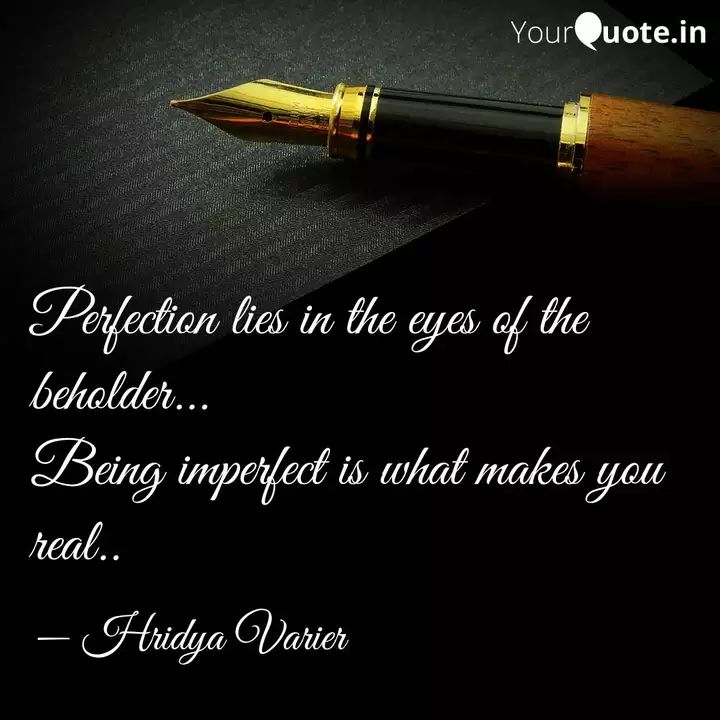 YourQuote.in
Perfection lies in the eyes of the
beholder...
Being imperfect is what makes you
real..
— Hridya Varier